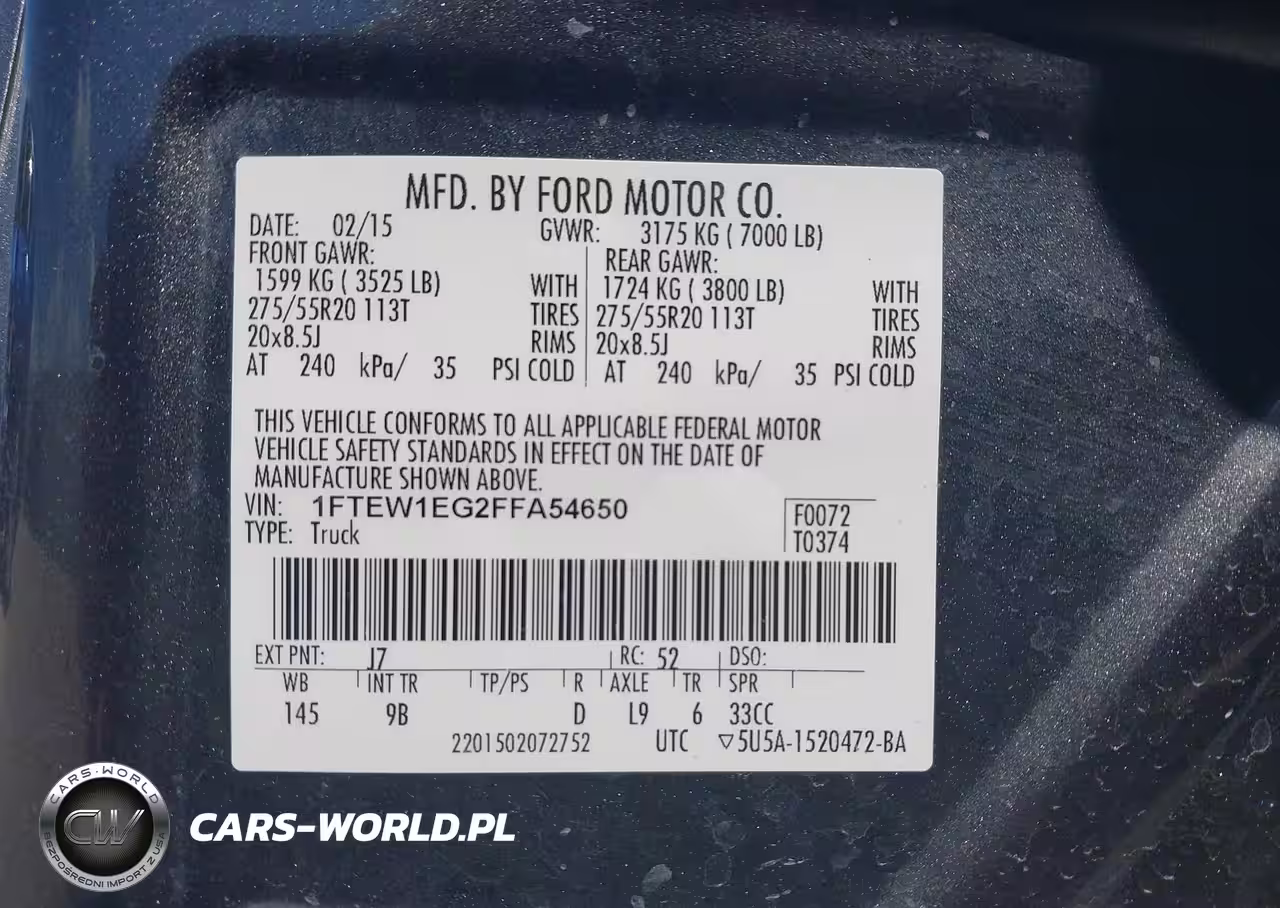 MFD. BY FORD MOTOR CO.
DATE: 02/15 GVWR: 3175 KG ( 7000 LB)
FRONT GAWR: REAR GAWR:
1599 KG ( 3525 LB) WITH 1724 KG ( 3800 LB) WITH
275/55R20 113T TIRES 275/55R20 113T TIRES
20x8.5J RIMS 20x8.5J RIMS
AT 240 kPa/ 35 PSI COLD AT 240 kPa/ 35 PSI COLD
THIS VEHICLE CONFORMS TO ALL APPLICABLE FEDERAL MOTOR
VEHICLE SAFETY STANDARDS IN EFFECT ON THE DATE OF
MANUFACTURE SHOWN ABOVE.
VIN: 1FTEW1EG2FFA54650 F0072
TYPE: Truck T0374
EXT PNT: J7 RC: 52 DSO:
WB INT TR TP/PS R AXLE TR SPR
145 9B D L9 6 33CC
2201502072752 UTC ▽5U5A-1520472-BA
CARS-WORLD
CW
BEZPOŚREDNI IMPORT Z USA
CARS-WORLD.PL